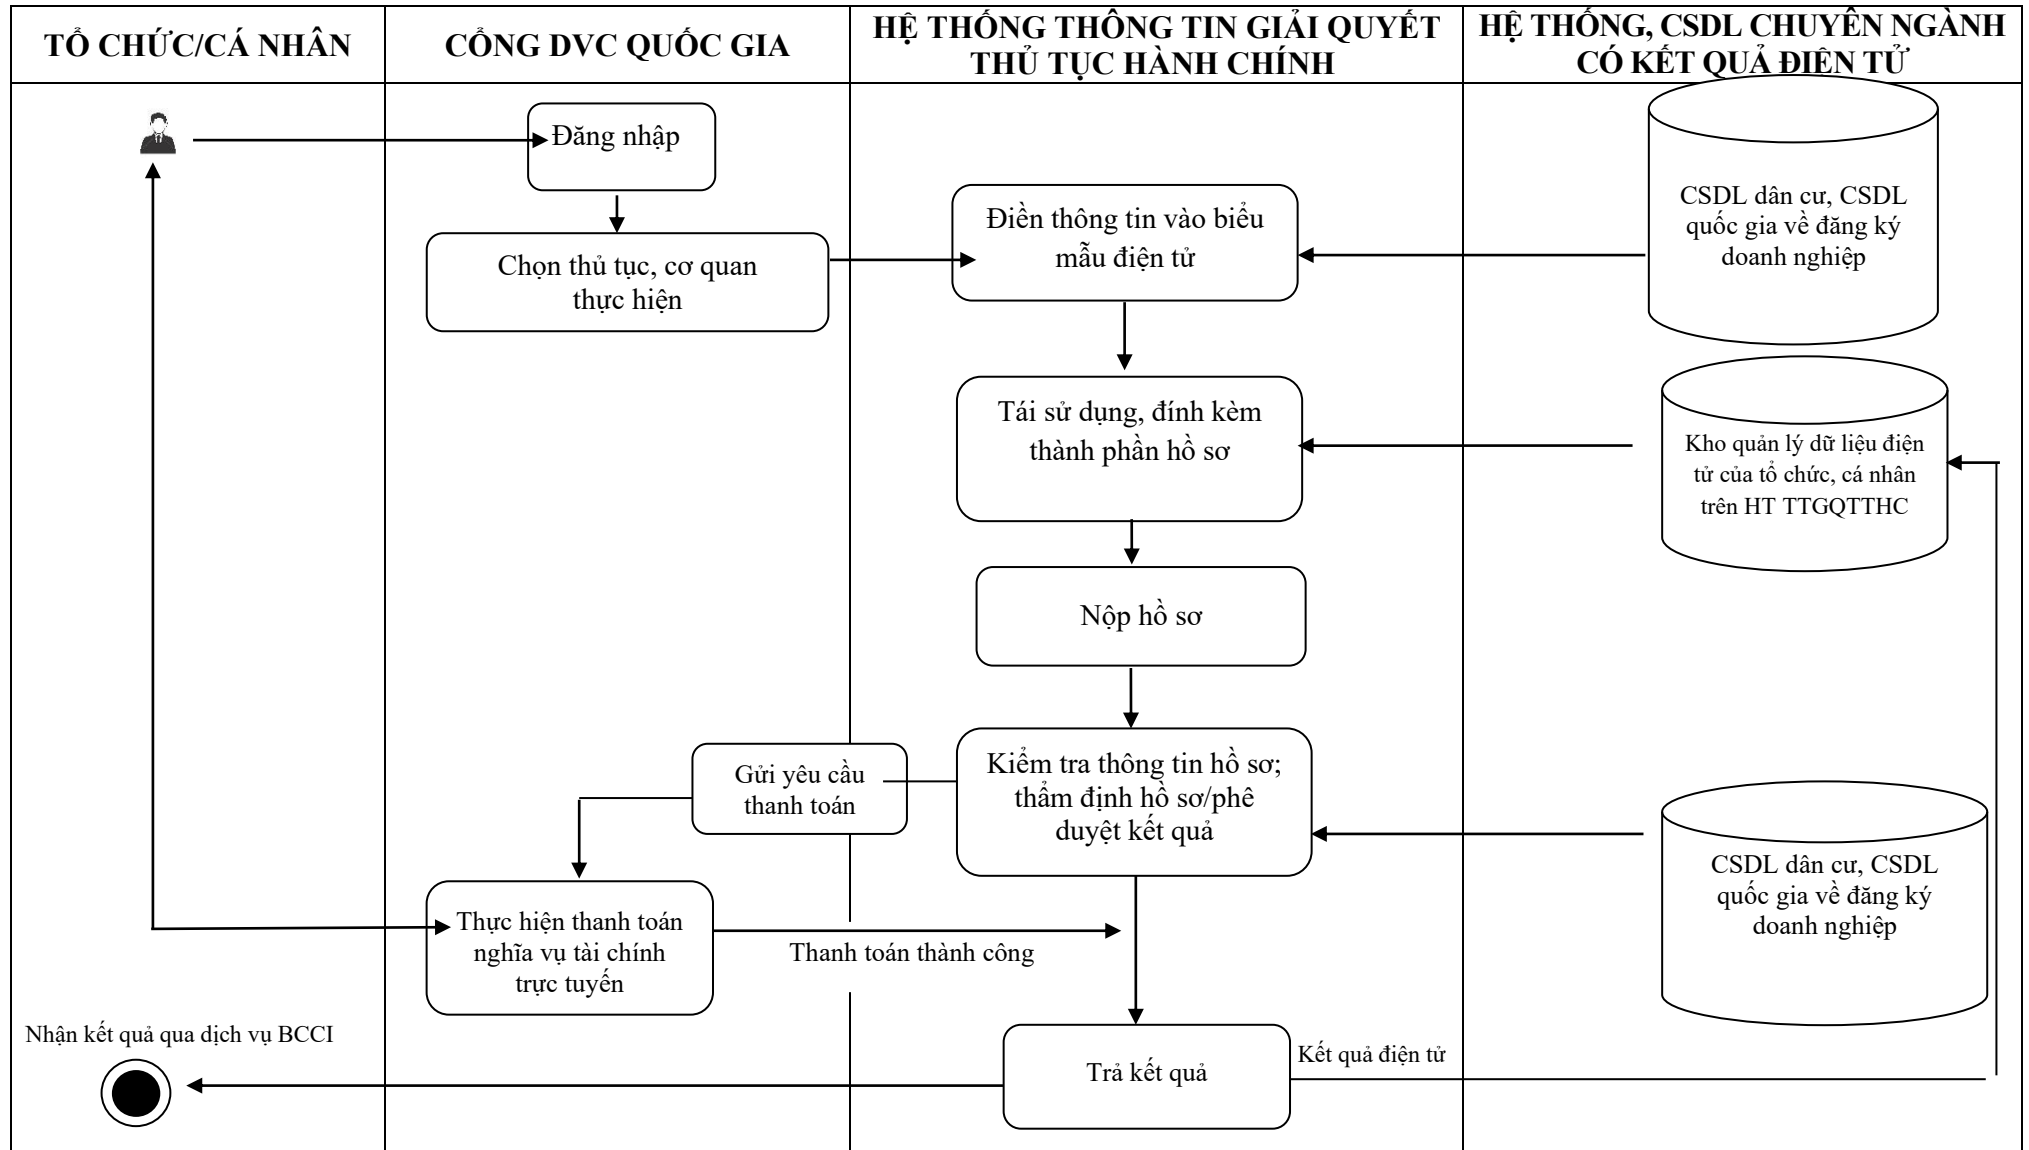 TỔ CHỨC/CÁ NHÂN
CỔNG DVC QUỐC GIA
HỆ THỐNG THÔNG TIN GIẢI QUYẾT
THỦ TỤC HÀNH CHÍNH
HỆ THỐNG, CSDL CHUYÊN NGÀNH
CÓ KẾT QUẢ ĐIỆN TỬ
Đăng nhập
Chọn thủ tục, cơ quan
thực hiện
Điền thông tin vào biểu
mẫu điện tử
CSDL dân cư, CSDL
quốc gia về đăng ký
doanh nghiệp
Tái sử dụng, đính kèm
thành phần hồ sơ
Kho quản lý dữ liệu điện
tử của tổ chức, cá nhân
trên HT TTGQTTHC
Nộp hồ sơ
Gửi yêu cầu
thanh toán
Kiểm tra thông tin hồ sơ;
thẩm định hồ sơ/phê
duyệt kết quả
CSDL dân cư, CSDL
quốc gia về đăng ký
doanh nghiệp
Thực hiện thanh toán
nghĩa vụ tài chính
trực tuyến
Thanh toán thành công
Nhận kết quả qua dịch vụ BCCI
Trả kết quả
Kết quả điện tử